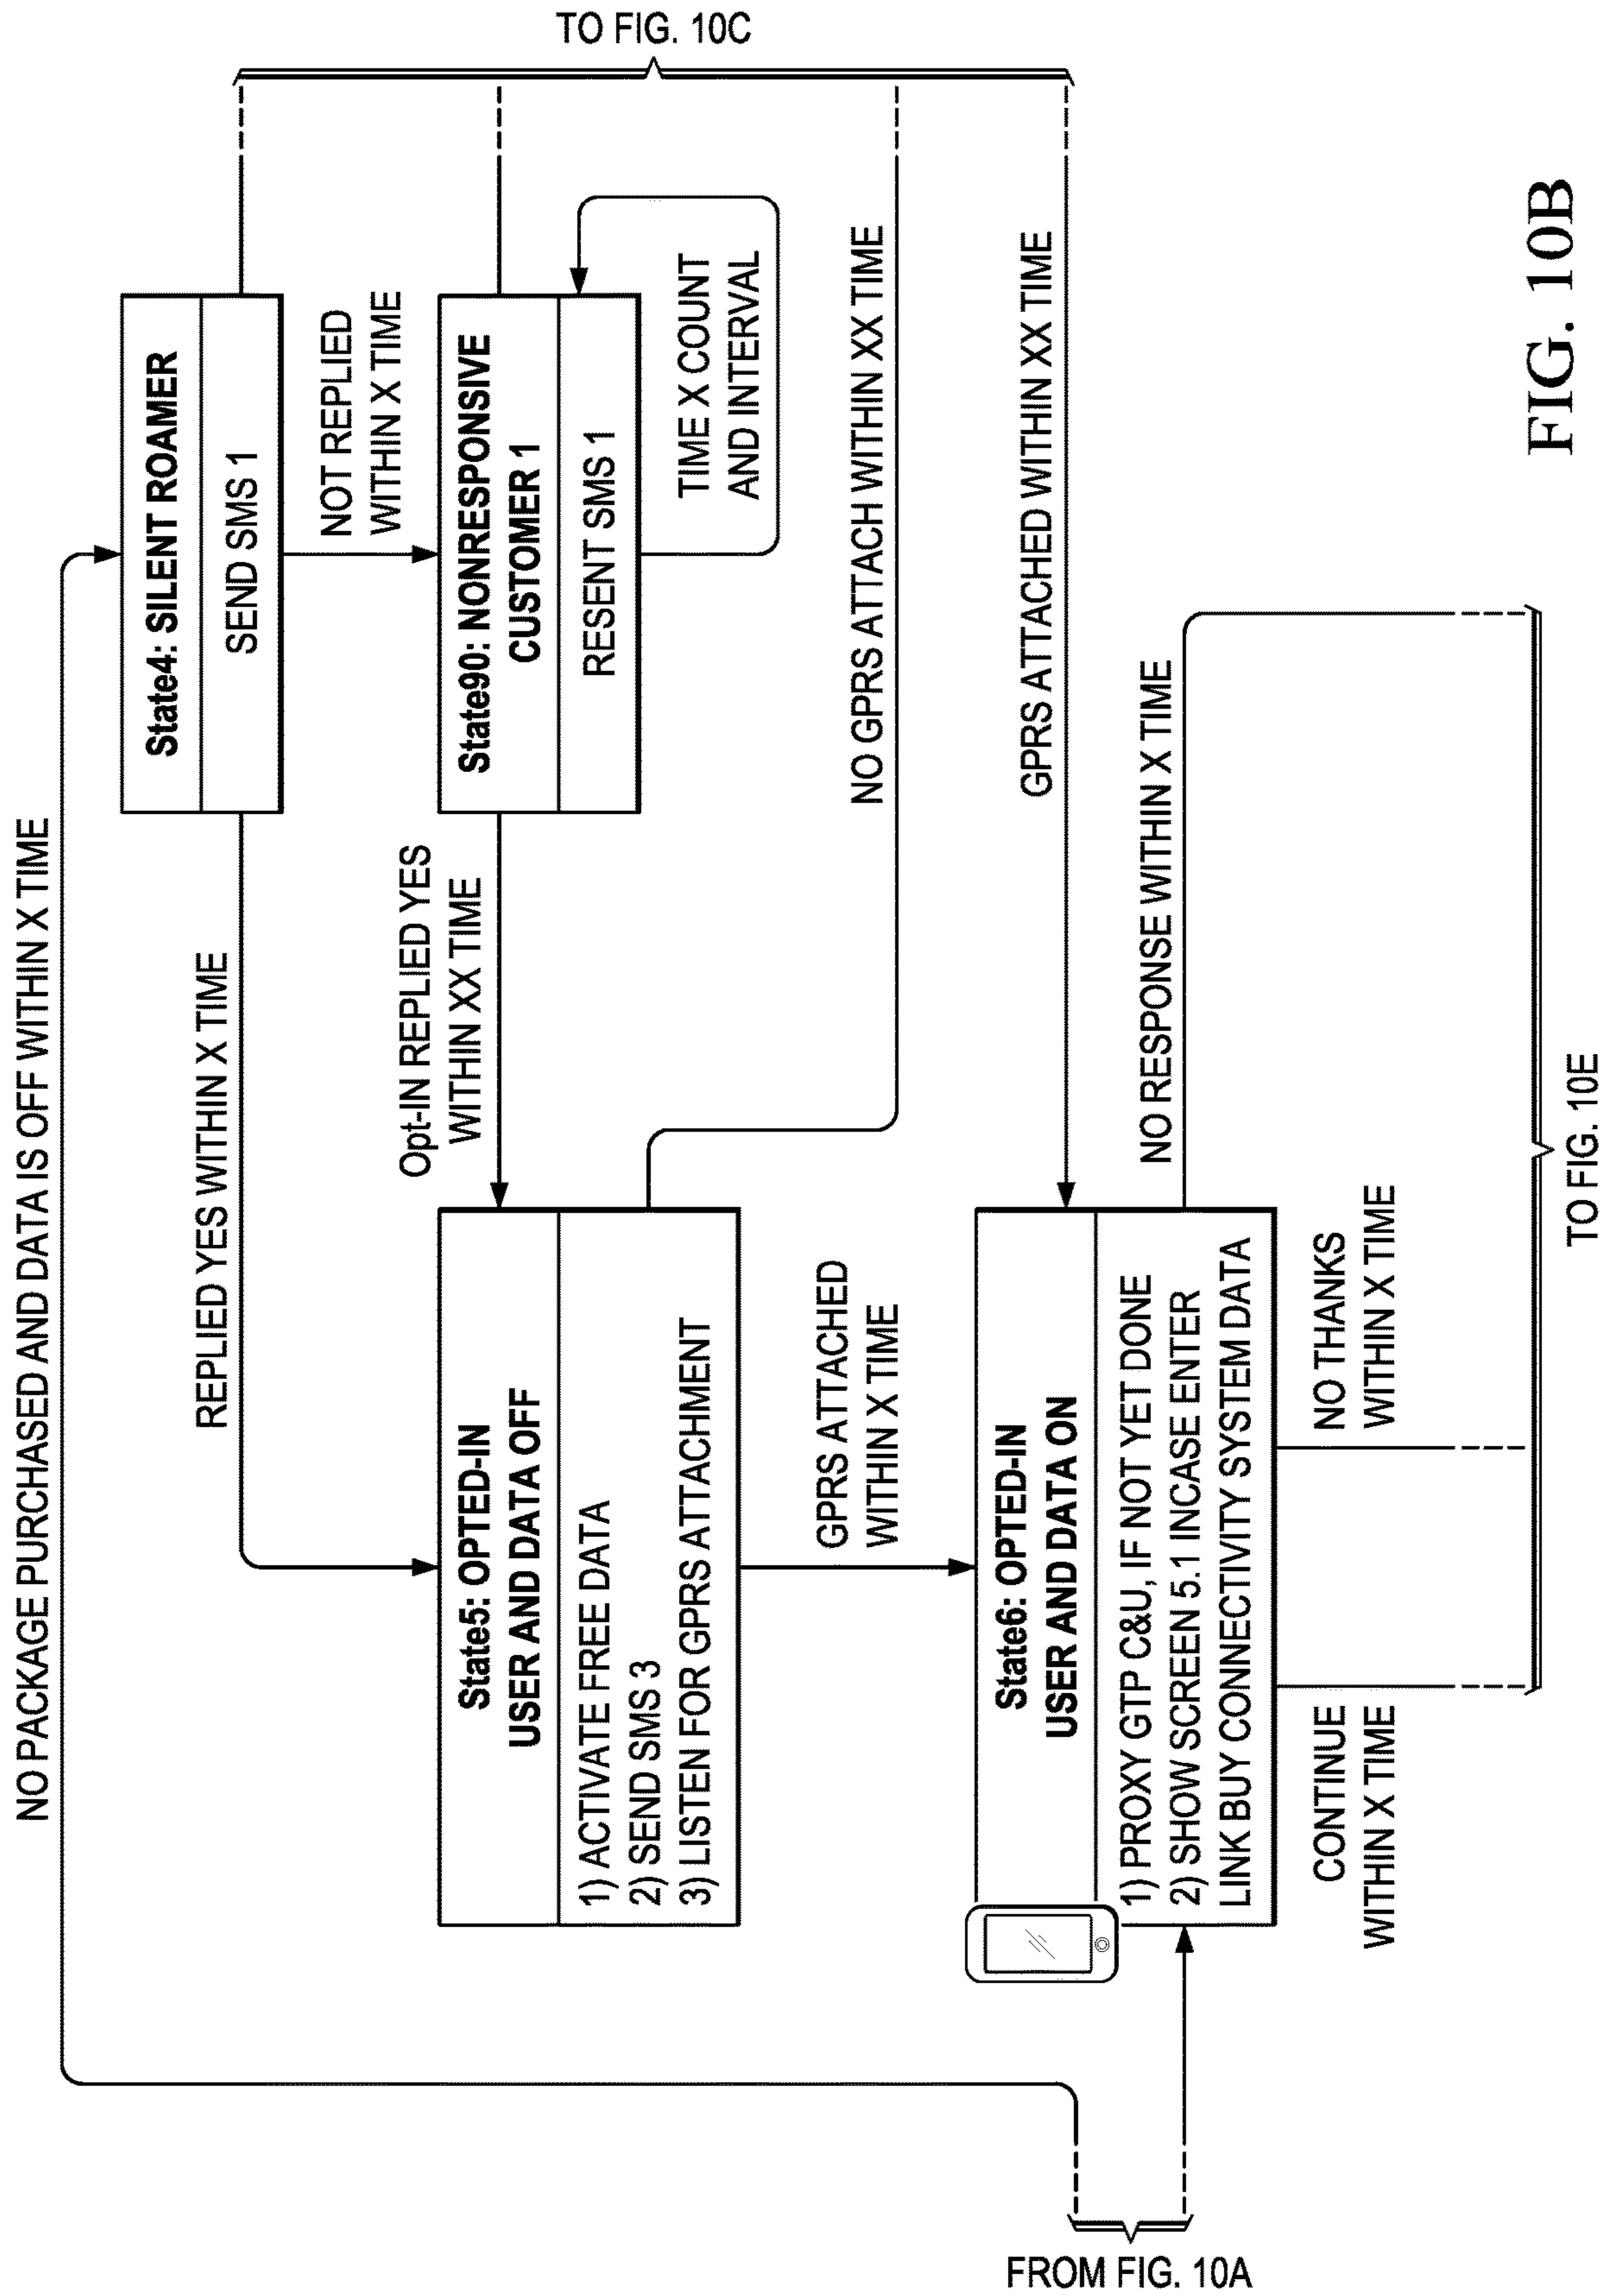 NO PACKAGE PURCHASED AND DATA IS OFF WITHIN X TIME
State4: SILENT ROAMER
SEND SMS 1
REPLIED YES WITHIN X TIME
NOT REPLIED
WITHIN X TIME
TO FIG. 10C
State5: OPTED-IN
USER AND DATA OFF
1) ACTIVATE FREE DATA
2) SEND SMS 3
3) LISTEN FOR GPRS ATTACHMENT
Opt-IN REPLIED YES
WITHIN XX TIME
State90: NONRESPONSIVE
CUSTOMER 1
RESENT SMS 1
TIME X COUNT
AND INTERVAL
GPRS ATTACHED
WITHIN X TIME
NO GPRS ATTACH WITHIN XX TIME
GPRS ATTACHED WITHIN XX TIME
FROM FIG. 10A
State6: OPTED-IN
USER AND DATA ON
1) PROXY GTP C&U, IF NOT YET DONE
2) SHOW SCREEN 5.1 INCASE ENTER
LINK BUY CONNECTIVITY SYSTEM DATA
NO RESPONSE WITHIN X TIME
CONTINUE
WITHIN X TIME
NO THANKS
WITHIN X TIME
TO FIG. 10E
FIG. 10B